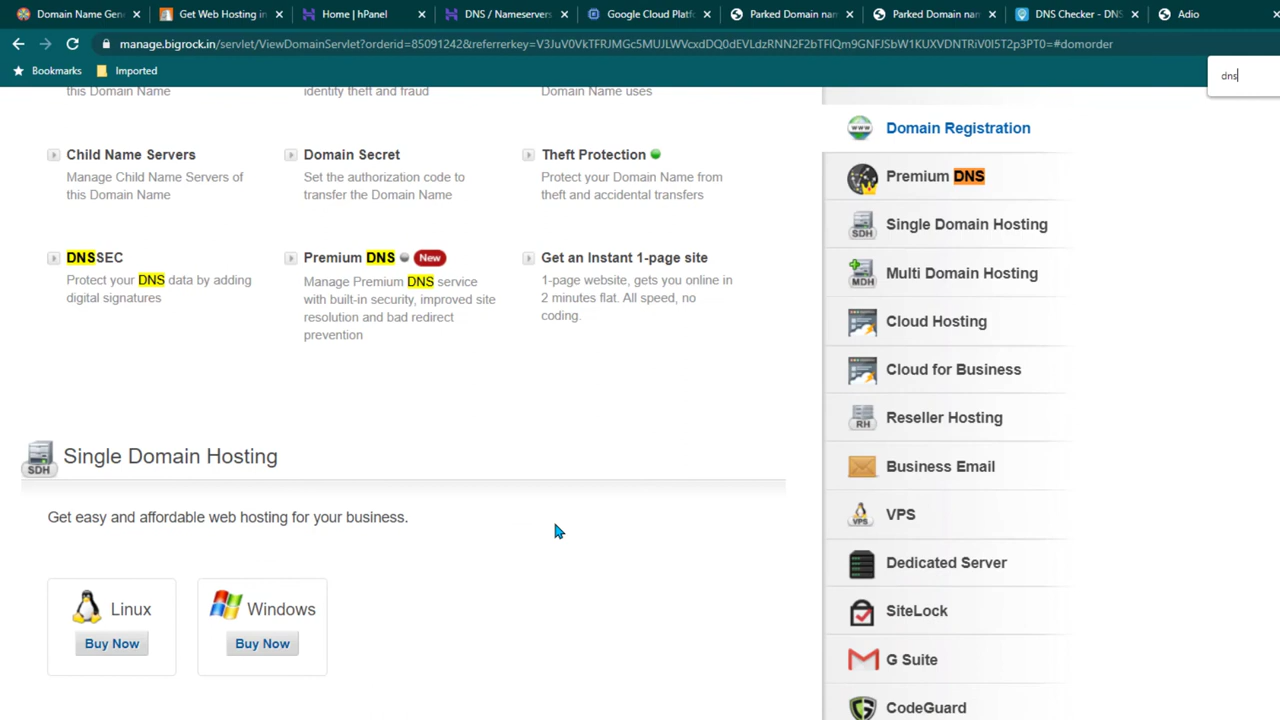 Domain Name Gene
Get Web Hosting in
Home | hPanel
DNS / Nameservers
Google Cloud Platf
Parked Domain nam
Parked Domain nam
DNS Checker - DNS
Adio
manage.bigrock.in/servlet/ViewDomainServlet?orderid=85091242&referrerkey=V3JuV0VkTFRJMGc5MUJLWVcxdDQ0dEVLdzRNN2F2bTFIQm9GNFJSbW1KUXVDNTRiV0I5T2p3PT0=#domorder
Bookmarks
Imported
dns
this Domain Name
identity theft and fraud
Domain Name uses
Child Name Servers
Manage Child Name Servers of
this Domain Name
Domain Secret
Set the authorization code to
transfer the Domain Name
Theft Protection
Protect your Domain Name from
theft and accidental transfers
DNSSEC
Protect your DNS data by adding
digital signatures
Premium DNS New
Manage Premium DNS service
with built-in security, improved site
resolution and bad redirect
prevention
Get an Instant 1-page site
1-page website, gets you online in
2 minutes flat. All speed, no
coding.
SDH
Single Domain Hosting
Get easy and affordable web hosting for your business.
Linux
Buy Now
Windows
Buy Now
WWW
Domain Registration
Premium DNS
SDH
Single Domain Hosting
MDH
Multi Domain Hosting
Cloud Hosting
Cloud for Business
RH
Reseller Hosting
Business Email
VPS
VPS
Dedicated Server
SiteLock
G Suite
CodeGuard